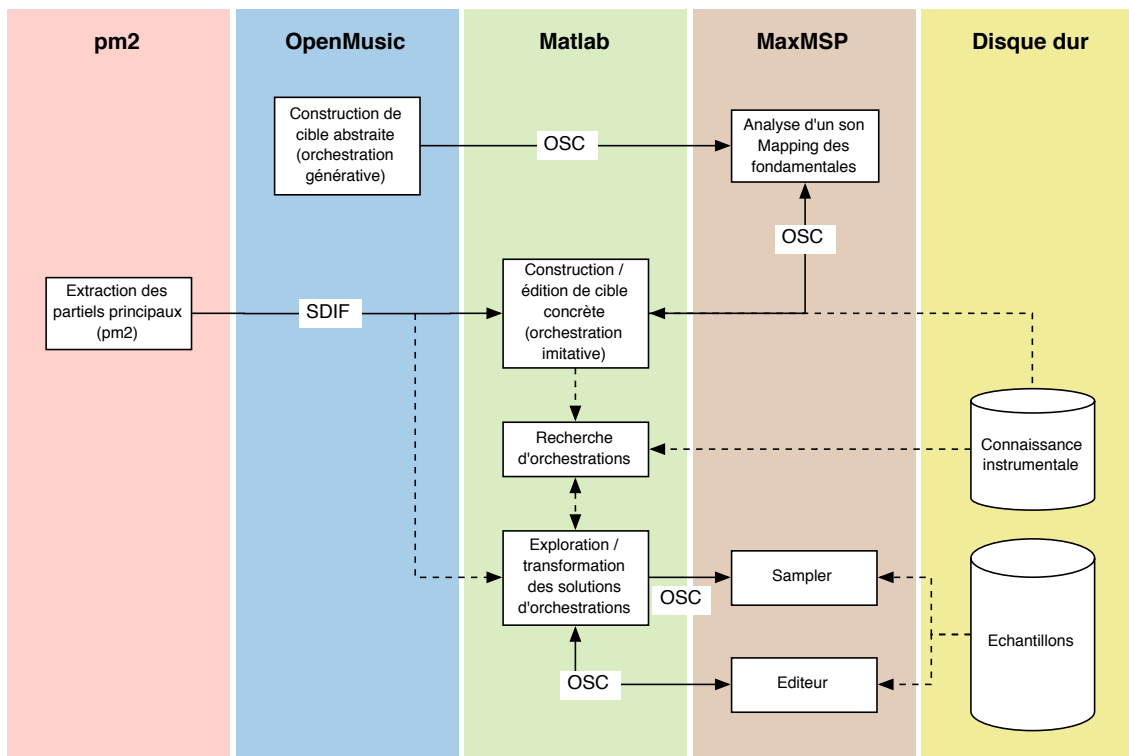 pm2
OpenMusic
Matlab
MaxMSP
Disque dur
Construction de
cible abstraite
(orchestration
générative)
OSC
Analyse d'un son
Mapping des
fondamentales
OSC
Extraction des
partiels principaux
(pm2)
SDIF
Construction /
édition de cible
concrète
(orchestration
imitative)
Recherche
d'orchestrations
Connaissance
instrumentale
Exploration /
transformation
des solutions
d'orchestrations
OSC
Sampler
Echantillons
OSC
Editeur